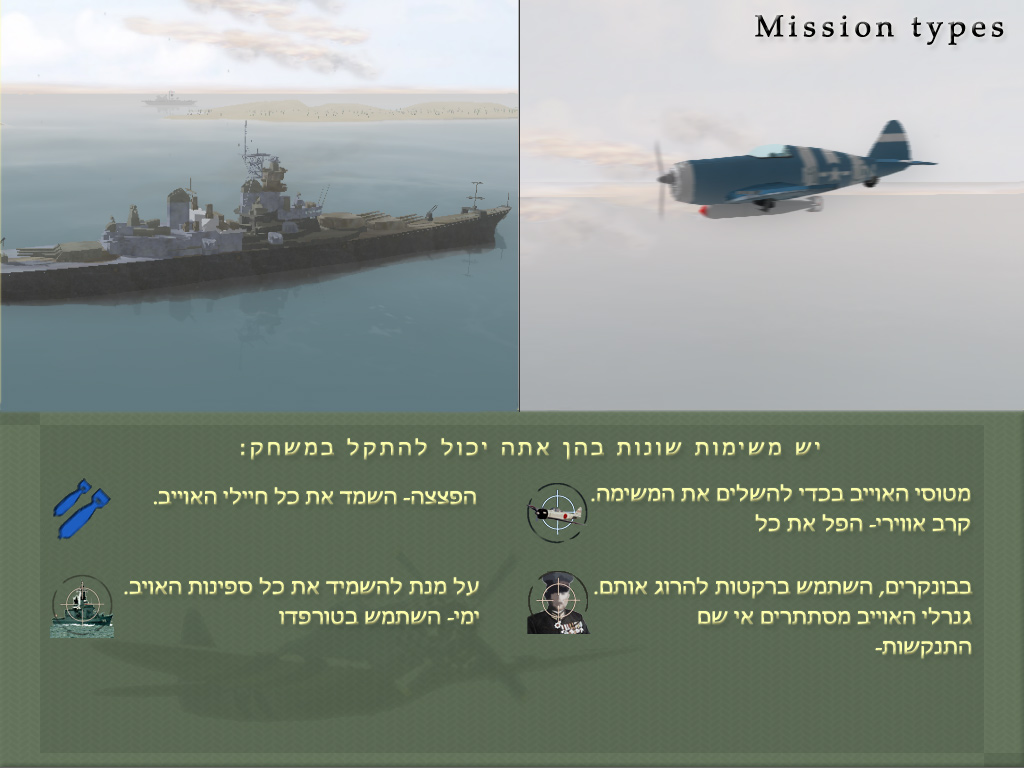 Mission types
יש משימות שונות בהן אתה יכול להתקל במשחק:
מטוסי האוייב בכדי להשלים את המשימה.
קרב אווירי- הפל את כל
הפצצה- השמד את כל חיילי האוייב.
בבונקרים, השתמש ברקטות להרוג אותם.
גנרלי האוייב מסתתרים אי שם
התנקשות-
על מנת להשמיד את כל ספינות האויב.
ימי- השתמש בטורפדו